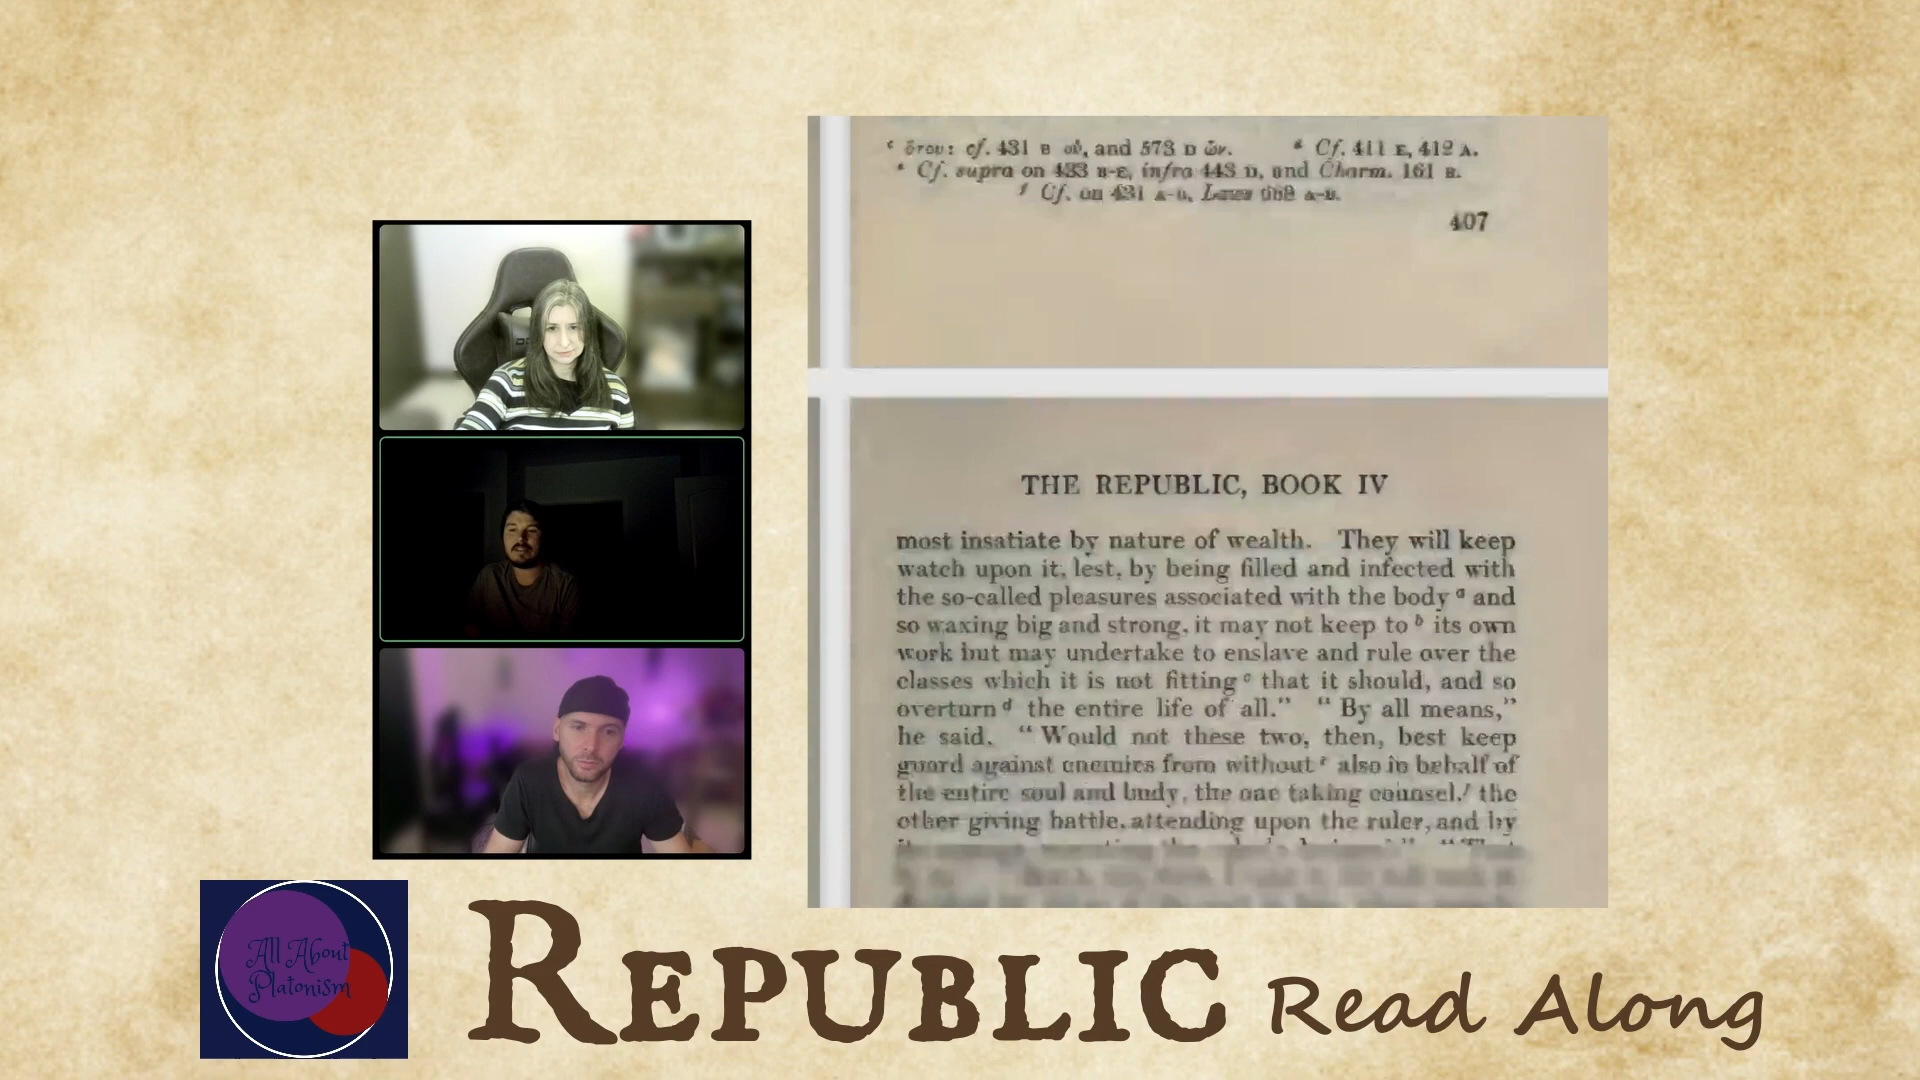 ᶜ ὅτου: cf. 431 B οὗ, and 573 D ὧν. ᵈ Cf. 411 E, 412 A.
ᵉ Cf. supra on 433 B-E, infra 443 D, and Charm. 161 B.
ᶠ Cf. on 431 A-B, Laws A-B.
407
THE REPUBLIC, BOOK IV
most insatiate by nature of wealth. They will keep
watch upon it, lest, by being filled and infected with
the so-called pleasures associated with the body ᵃ and
so waxing big and strong, it may not keep to ᵇ its own
work but may undertake to enslave and rule over the
classes which it is not fitting ᶜ that it should, and so
overturn ᵈ the entire life of all.” “ By all means,”
he said. “ Would not these two, then, best keep
guard against enemies from without ᵉ also in behalf of
the entire soul and body, the one taking counsel,ᶠ the
other giving battle, attending upon the ruler, and by
All About
Platonism
REPUBLIC Read Along